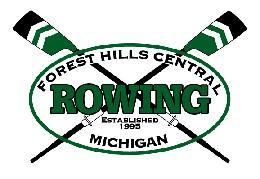 FOREST HILLS CENTRAL
ROWING
ESTABLISHED
1995
MICHIGAN